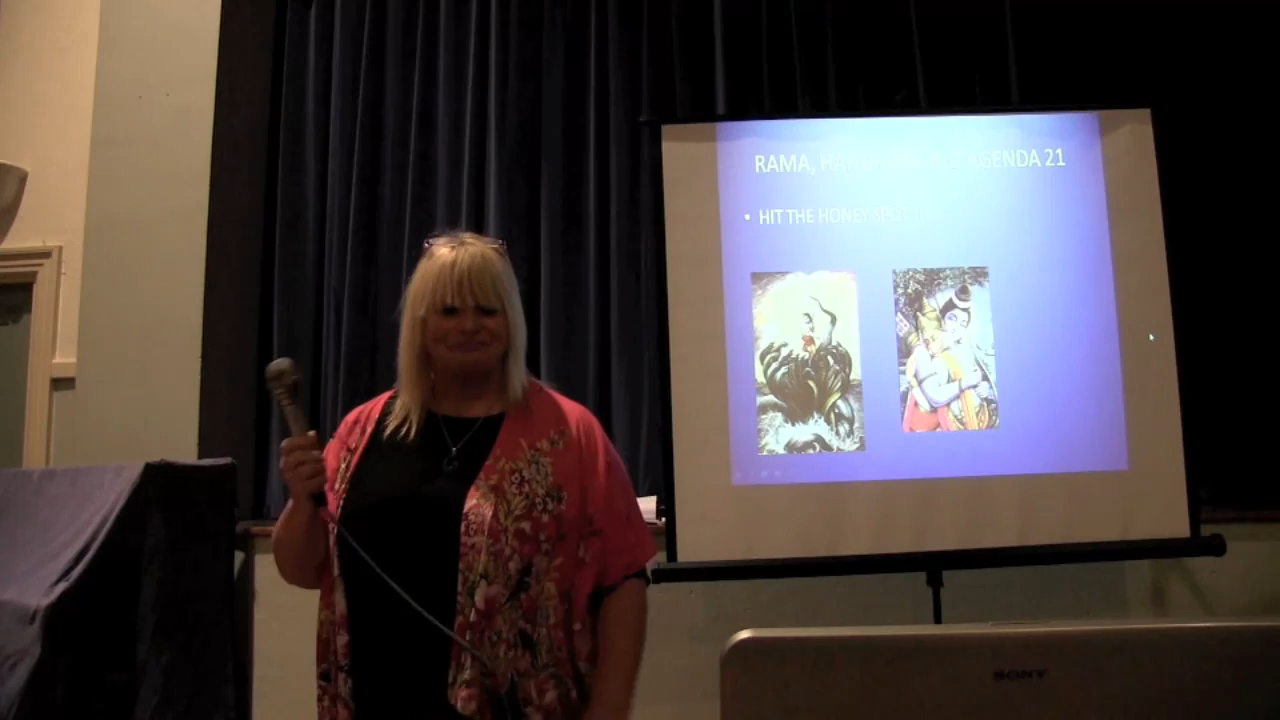 RAMA, AGENDA 21
• HIT THE HONEY
SONY